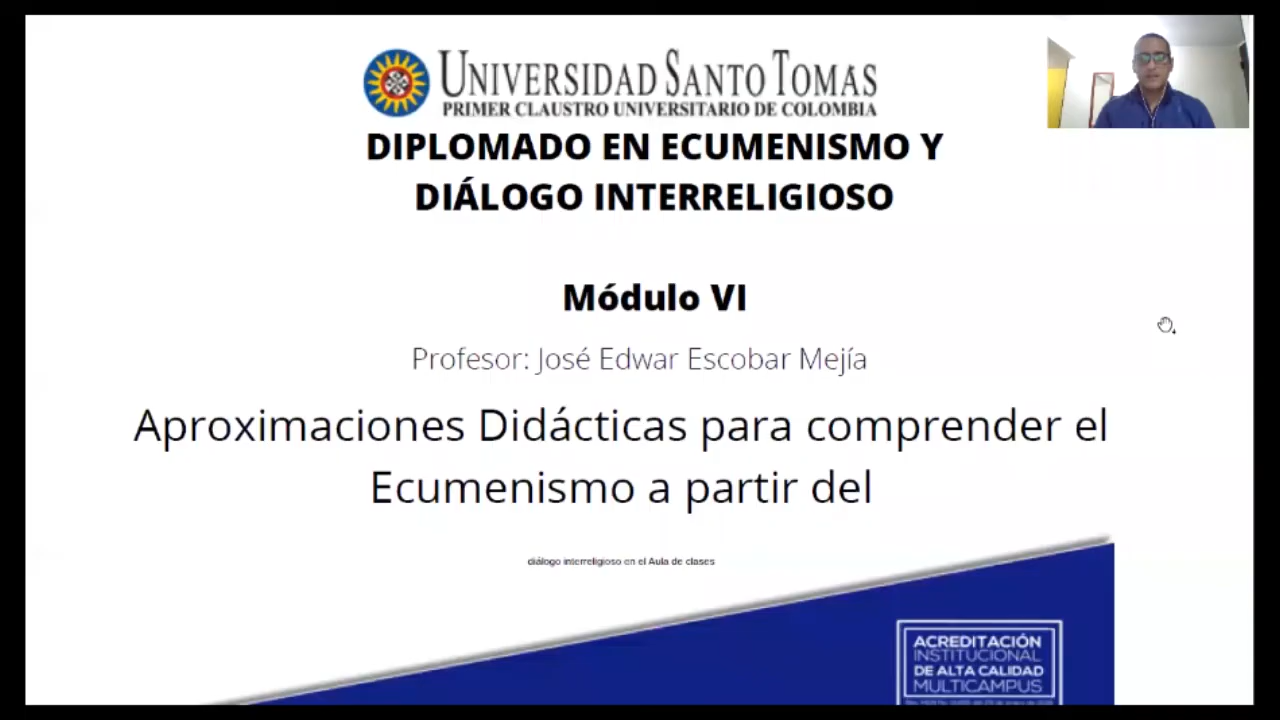 UNIVERSIDAD SANTO TOMAS
PRIMER CLAUSTRO UNIVERSITARIO DE COLOMBIA
DIPLOMADO EN ECUMENISMO Y
DIÁLOGO INTERRELIGIOSO
Módulo VI
Profesor: José Edwar Escobar Mejía
Aproximaciones Didácticas para comprender el
Ecumenismo a partir del
diálogo interreligioso en el Aula de clases
ACREDITACIÓN
INSTITUCIONAL
DE ALTA CALIDAD
MULTICAMPUS